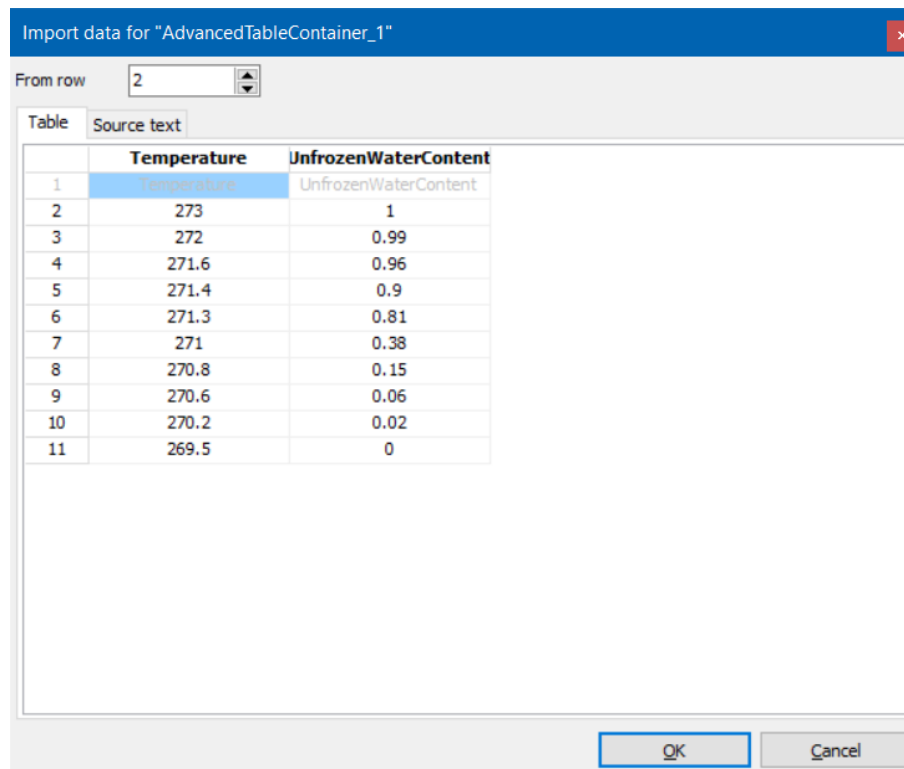 Import data for "AdvancedTableContainer_1"
From row 2
Table Source text
Temperature UnfrozenWaterContent
1 Temperature UnfrozenWaterContent
2 273 1
3 272 0.99
4 271.6 0.96
5 271.4 0.9
6 271.3 0.81
7 271 0.38
8 270.8 0.15
9 270.6 0.06
10 270.2 0.02
11 269.5 0
OK Cancel